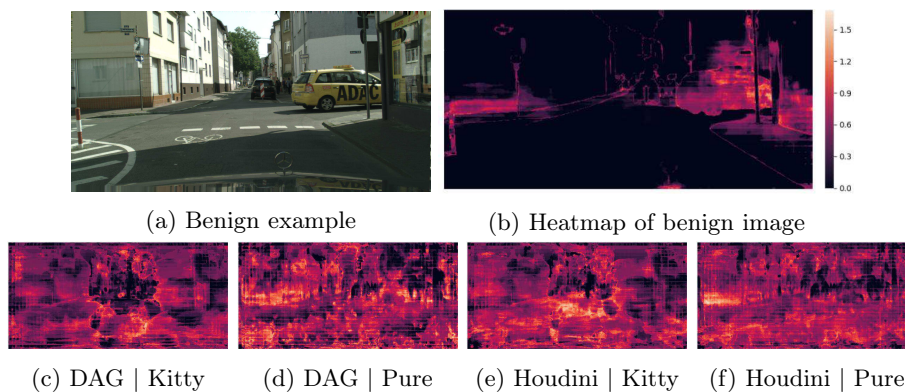 ADAC
1.5
1.2
0.9
0.6
0.3
0.0
(a) Benign example
(b) Heatmap of benign image
(c) DAG | Kitty
(d) DAG | Pure
(e) Houdini | Kitty
(f) Houdini | Pure